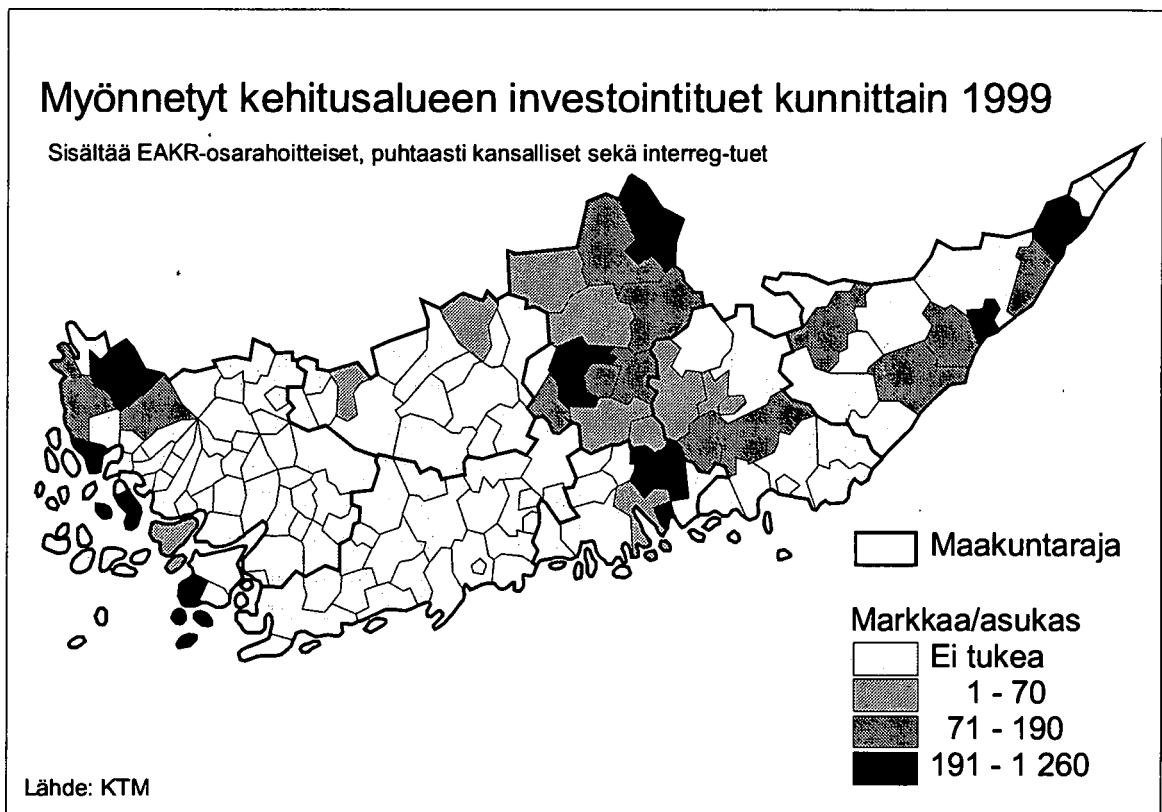 Myönnetyt kehitusalueen investointituet kunnittain 1999
Sisältää EAKR-osarahoitteiset, puhtaasti kansalliset sekä interreg-tuet
Maakuntaraja
Markkaa/asukas
Ei tukea
1 - 70
71 - 190
191 - 1 260
Lähde: KTM